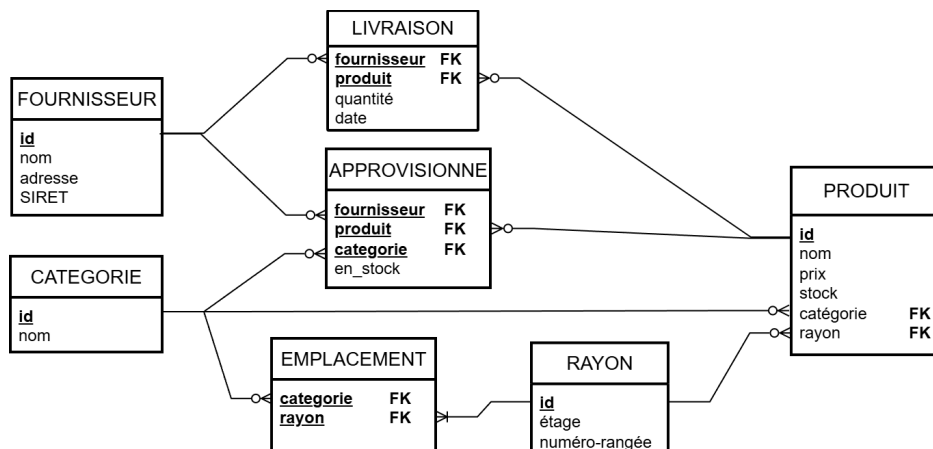 LIVRAISON
fournisseur FK
produit FK
quantité
date
FOURNISSEUR
id
nom
adresse
SIRET
APPROVISIONNE
fournisseur FK
produit FK
categorie FK
en_stock
PRODUIT
id
nom
prix
stock
catégorie FK
rayon FK
CATEGORIE
id
nom
EMPLACEMENT
categorie FK
rayon FK
RAYON
id
étage
numéro-rangée